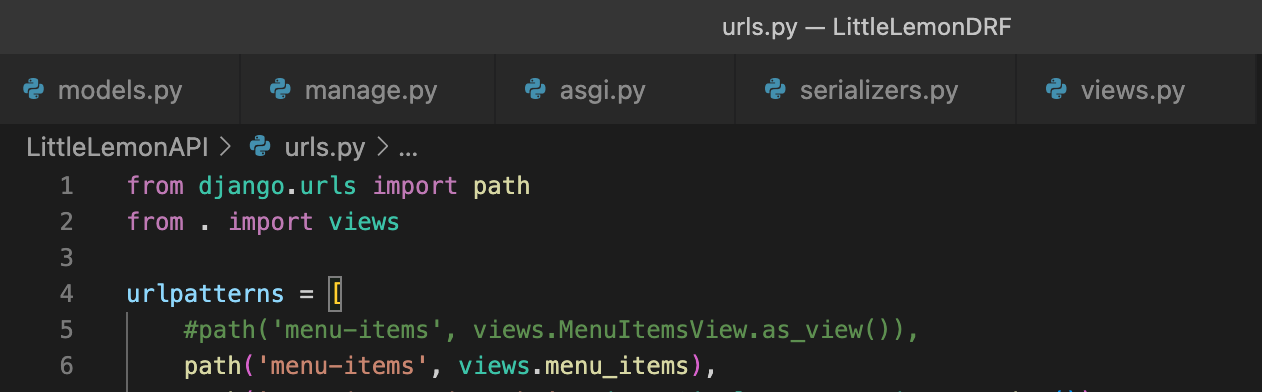 urls.py — LittleLemonDRF
models.py manage.py asgi.py serializers.py views.py
LittleLemonAPI > urls.py > ...
1 from django.urls import path
2 from . import views
3
4 urlpatterns = [
5 #path('menu-items', views.MenuItemsView.as_view()),
6 path('menu-items', views.menu_items),